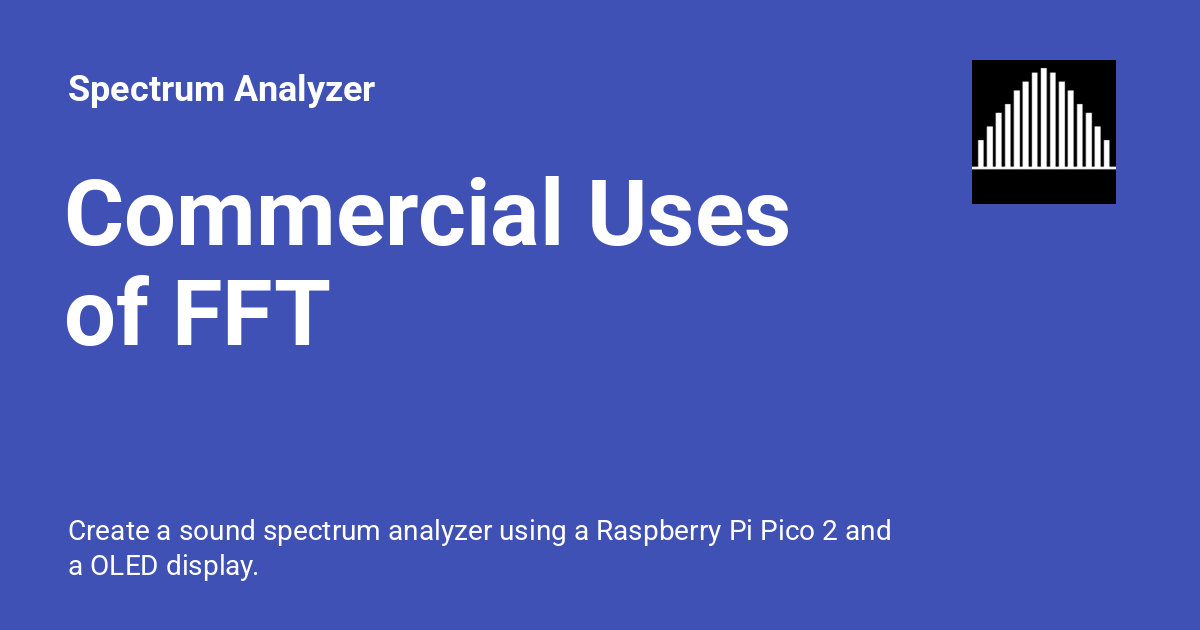 Spectrum Analyzer
Commercial Uses
of FFT
Create a sound spectrum analyzer using a Raspberry Pi Pico 2 and
a OLED display.